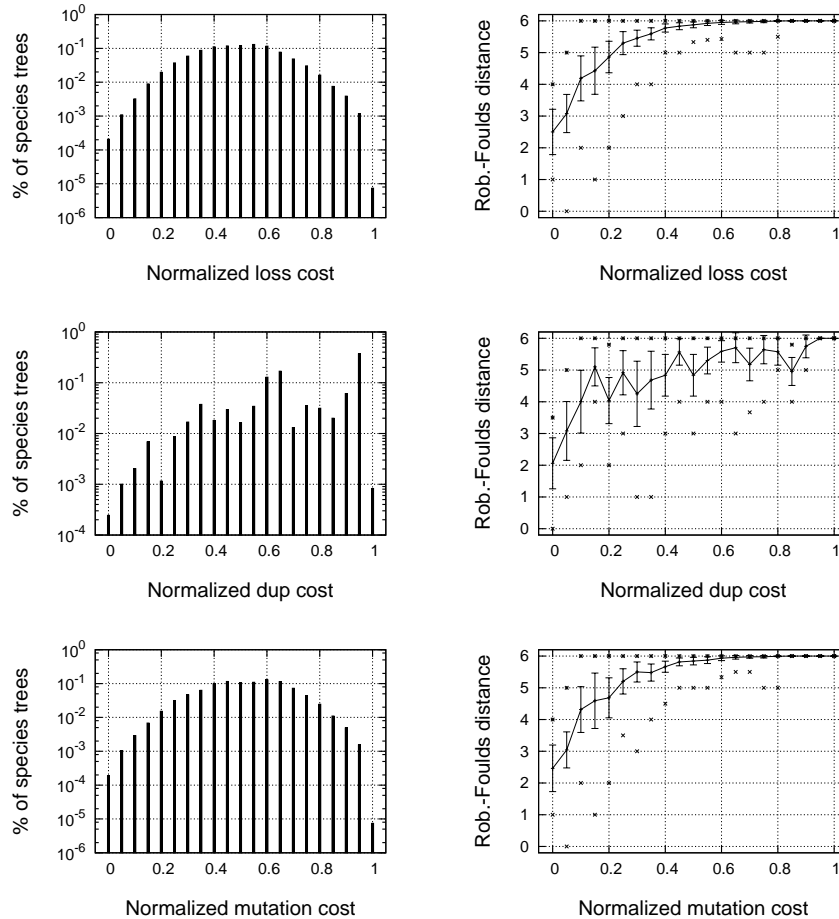 % of species trees
10^0
10^-1
10^-2
10^-3
10^-4
10^-5
10^-6
0 0.2 0.4 0.6 0.8 1
Normalized loss cost
Rob.-Foulds distance
6
5
4
3
2
1
0
0 0.2 0.4 0.6 0.8 1
Normalized loss cost
% of species trees
10^0
10^-1
10^-2
10^-3
10^-4
0 0.2 0.4 0.6 0.8 1
Normalized dup cost
Rob.-Foulds distance
6
5
4
3
2
1
0
0 0.2 0.4 0.6 0.8 1
Normalized dup cost
% of species trees
10^0
10^-1
10^-2
10^-3
10^-4
10^-5
10^-6
0 0.2 0.4 0.6 0.8 1
Normalized mutation cost
Rob.-Foulds distance
6
5
4
3
2
1
0
0 0.2 0.4 0.6 0.8 1
Normalized mutation cost